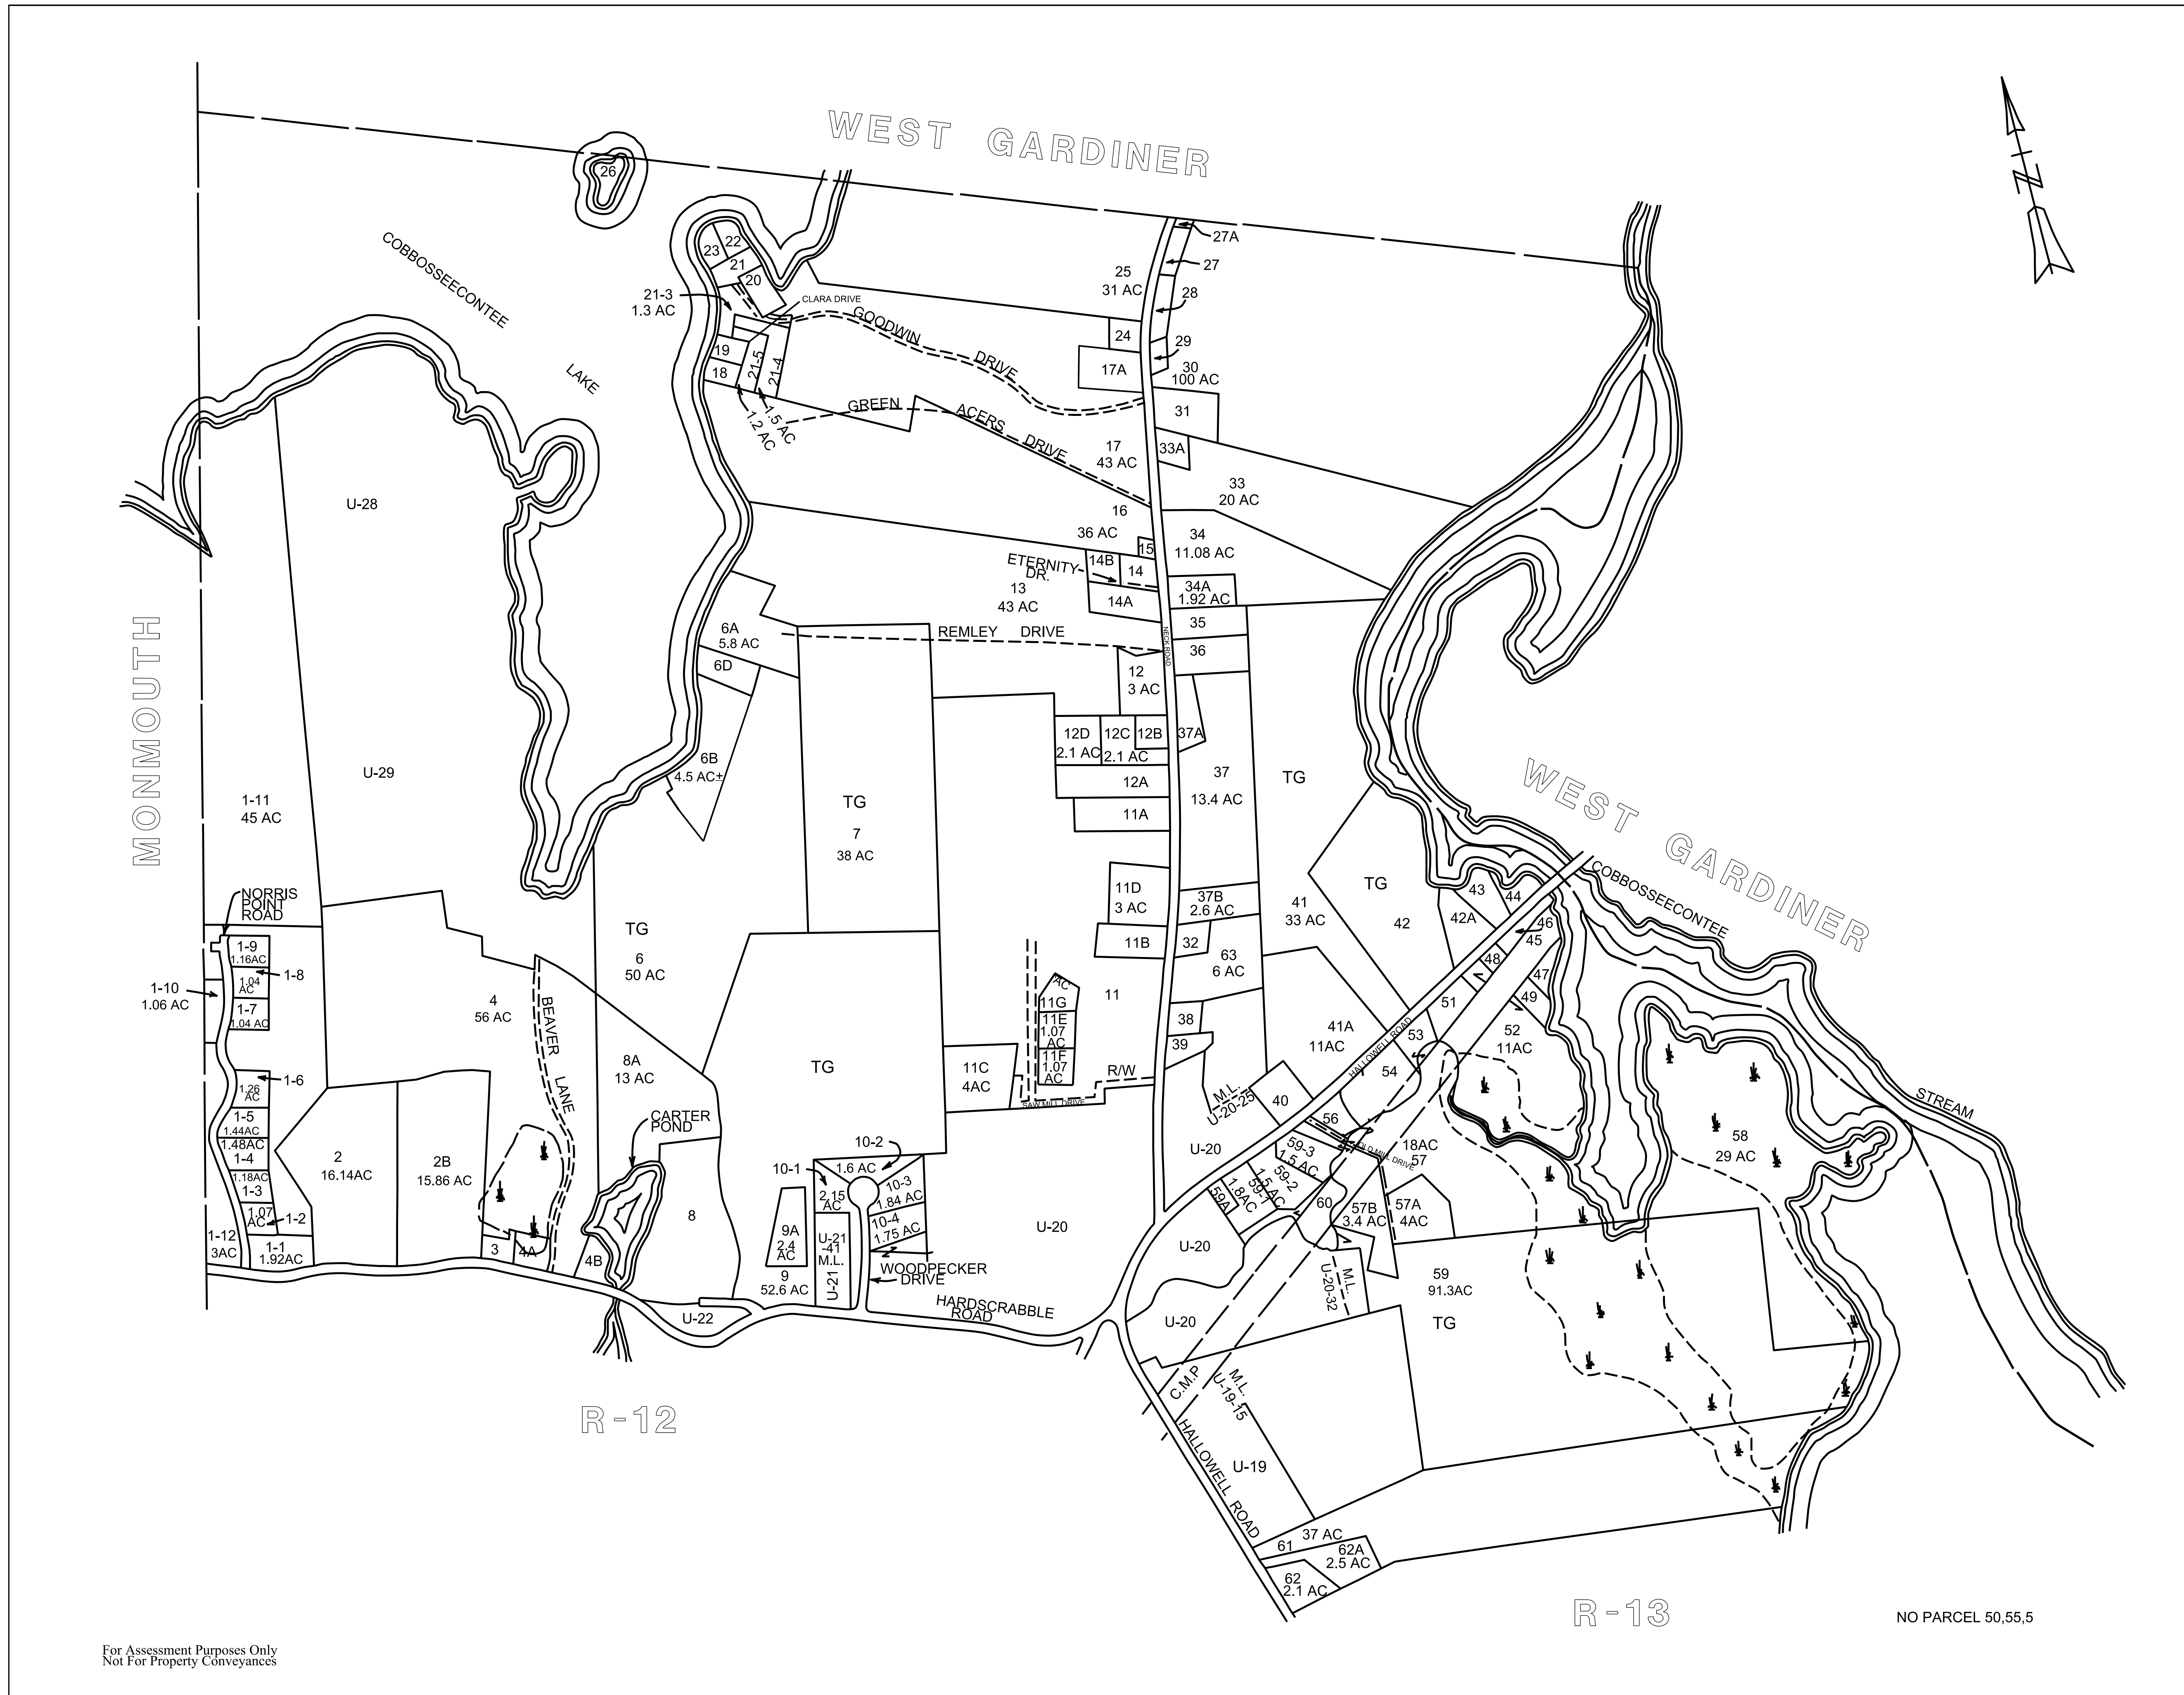 WEST GARDINER
26
COBBOSSEECONTEE
LAKE
23
22
21
20
21-3
1.3 AC
CLARA DRIVE
GOODWIN
DRIVE
19
18
21-5
21-4
1.2 AC
1.5 AC
GREEN
ACERS
DRIVE
25
31 AC
27A
27
28
24
29
17A
30
100 AC
31
17
43 AC
33A
33
20 AC
16
36 AC
15
34
11.08 AC
14B
14
ETERNITY
DR.
14A
34A
1.92 AC
13
43 AC
35
REMLEY DRIVE
NECK ROAD
36
12
3 AC
U-28
U-29
MONMOUTH
1-11
45 AC
6A
5.8 AC
6D
6B
4.5 AC±
TG
7
38 AC
12D
2.1 AC
12C
2.1 AC
12B
37A
12A
11A
37
13.4 AC
TG
WEST GARDINER
11D
3 AC
37B
2.6 AC
11B
32
63
6 AC
41
33 AC
TG
42
43
44
42A
46
45
48
47
49
51
COBBOSSEECONTEE
STREAM
NORRIS
POINT
ROAD
1-9
1.16AC
1-8
1.04
AC
1-10
1.06 AC
1-7
1.04 AC
4
56 AC
BEAVER
LANE
TG
6
50 AC
8A
13 AC
TG
11
AC
11G
11E
1.07
AC
11F
1.07
AC
11C
4AC
R/W
SAW MILL DRIVE
38
39
41A
11AC
HALLOWELL ROAD
53
54
52
11AC
1-6
1.26
AC
1-5
1.44AC
1.48AC
1-4
1.18AC
1-3
1.07
AC
1-2
1-12
3AC
1-1
1.92AC
2
16.14AC
2B
15.86 AC
3
4A
4B
CARTER
POND
8
10-2
10-1
1.6 AC
2.15
AC
10-3
1.84 AC
10-4
1.75 AC
9A
2.4
AC
9
52.6 AC
U-21
-41
M.L.
U-21
WOODPECKER
DRIVE
HARDSCRABBLE
ROAD
U-22
U-20
M.L.
U-20-25
40
U-20
56
59-3
1.5 AC
OLD MILL DRIVE
18AC
57
59-2
1.5 AC
59-1
1.8AC
59A
60
57B
3.4 AC
57A
4AC
58
29 AC
U-20
U-20
M.L.
U-20-32
59
91.3AC
TG
C.M.P
M.L.
U-19-15
U-19
HALLOWELL ROAD
R-12
37 AC
61
62A
2.5 AC
62
2.1 AC
R-13
NO PARCEL 50,55,5
For Assessment Purposes Only
Not For Property Conveyances